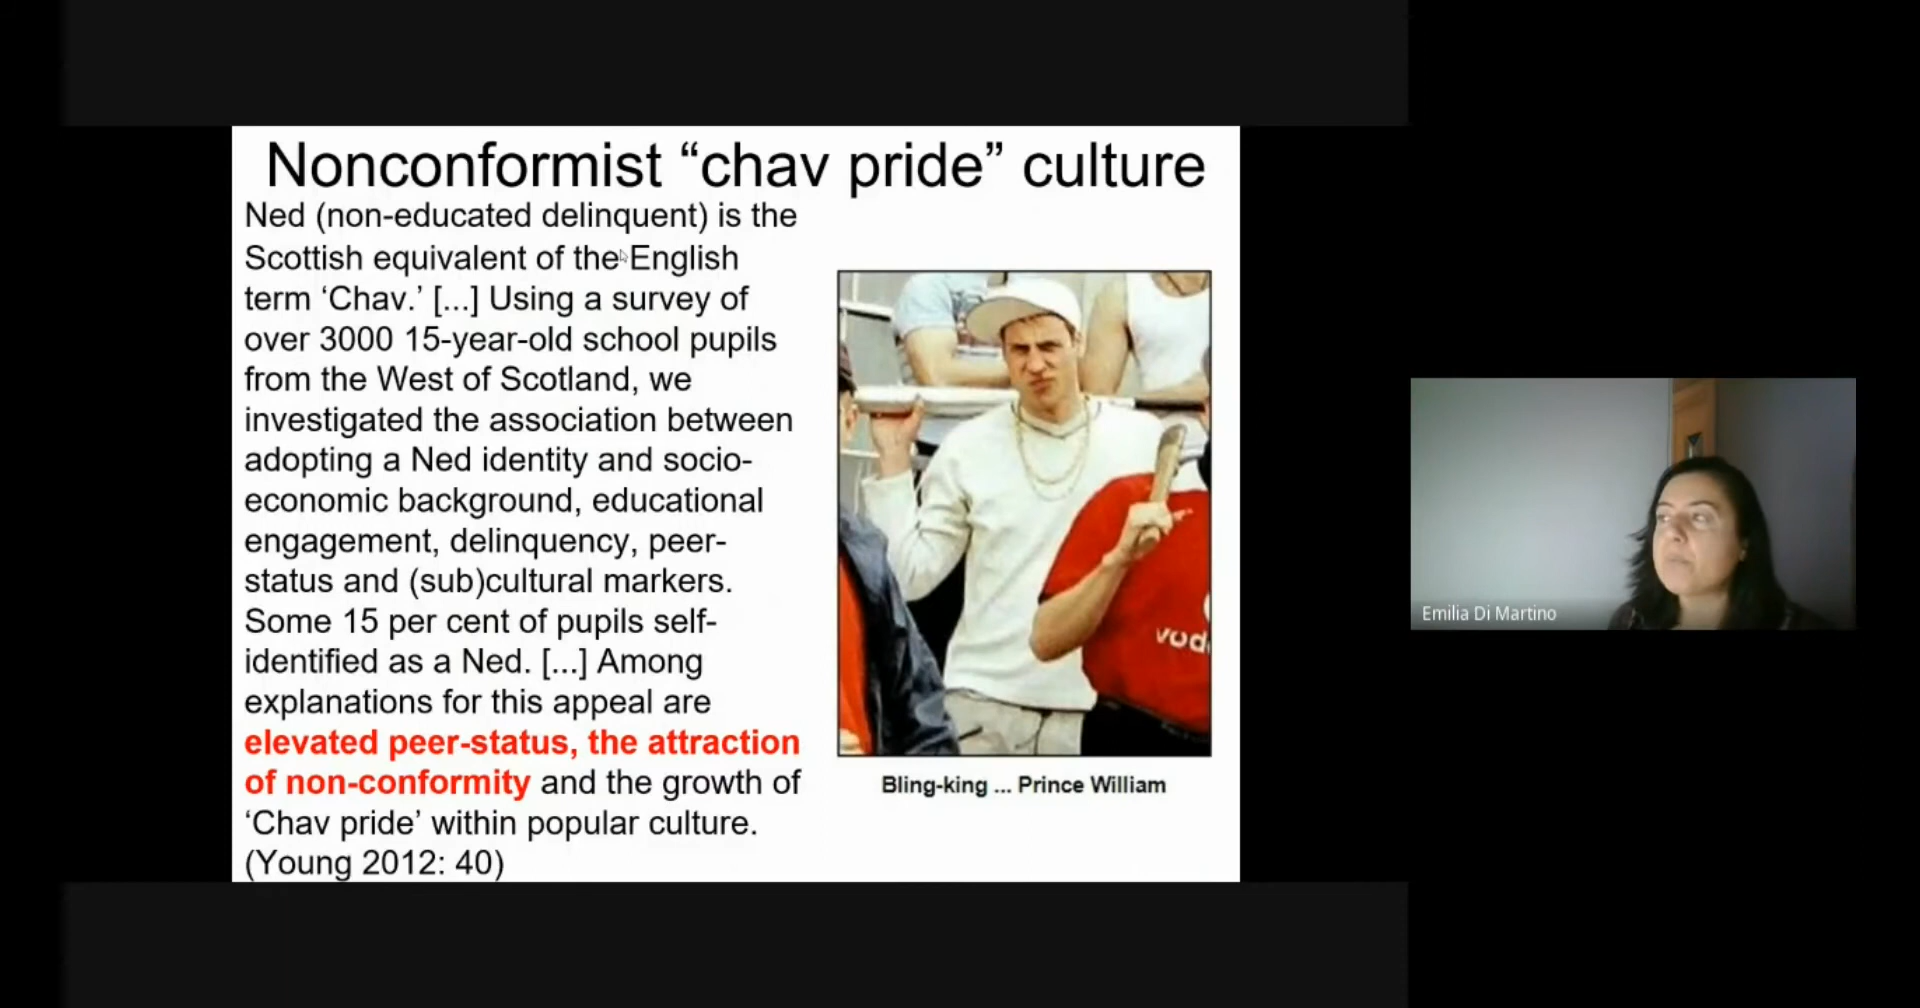 Nonconformist “chav pride” culture
Ned (non-educated delinquent) is the
Scottish equivalent of the English
term ‘Chav.’ [...] Using a survey of
over 3000 15-year-old school pupils
from the West of Scotland, we
investigated the association between
adopting a Ned identity and socio-
economic background, educational
engagement, delinquency, peer-
status and (sub)cultural markers.
Some 15 per cent of pupils self-
identified as a Ned. [...] Among
explanations for this appeal are
elevated peer-status, the attraction
of non-conformity and the growth of
‘Chav pride’ within popular culture.
(Young 2012: 40)
vod
Bling-king ... Prince William
Emilia Di Martino